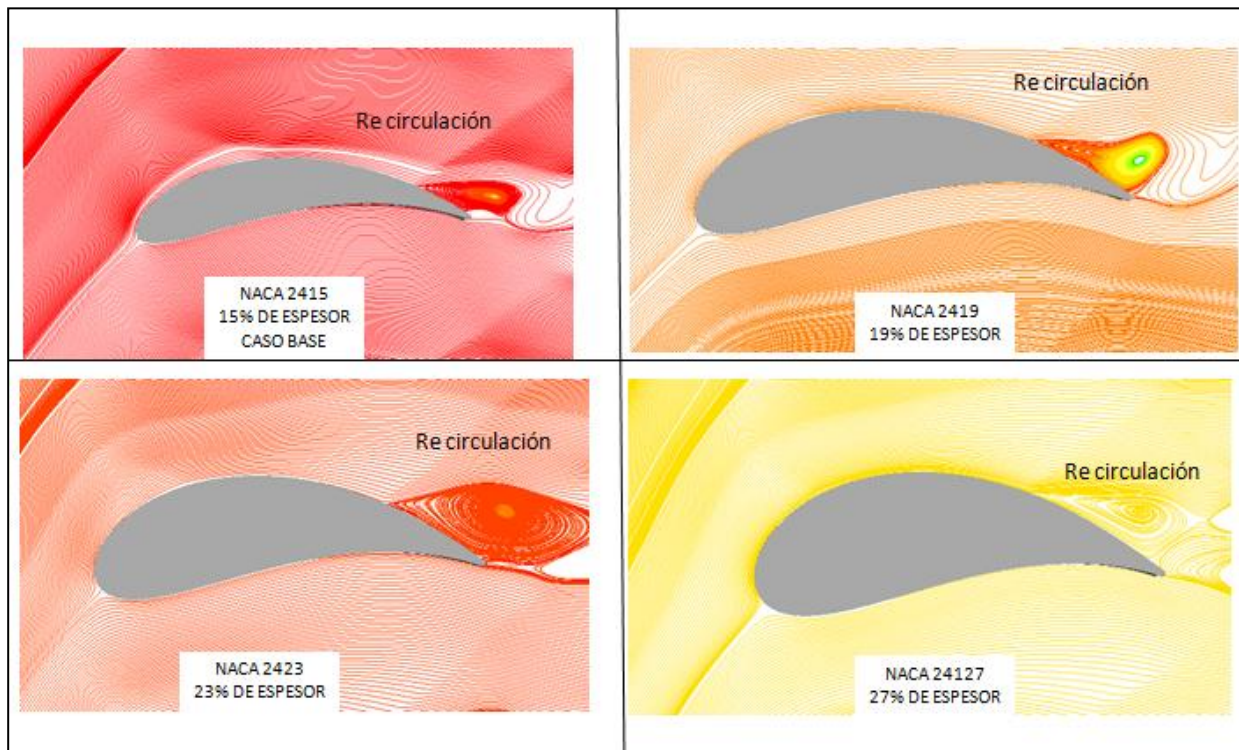 Re circulación
NACA 2415
15% DE ESPESOR
CASO BASE
Re circulación
NACA 2419
19% DE ESPESOR
Re circulación
NACA 2423
23% DE ESPESOR
Re circulación
NACA 24127
27% DE ESPESOR